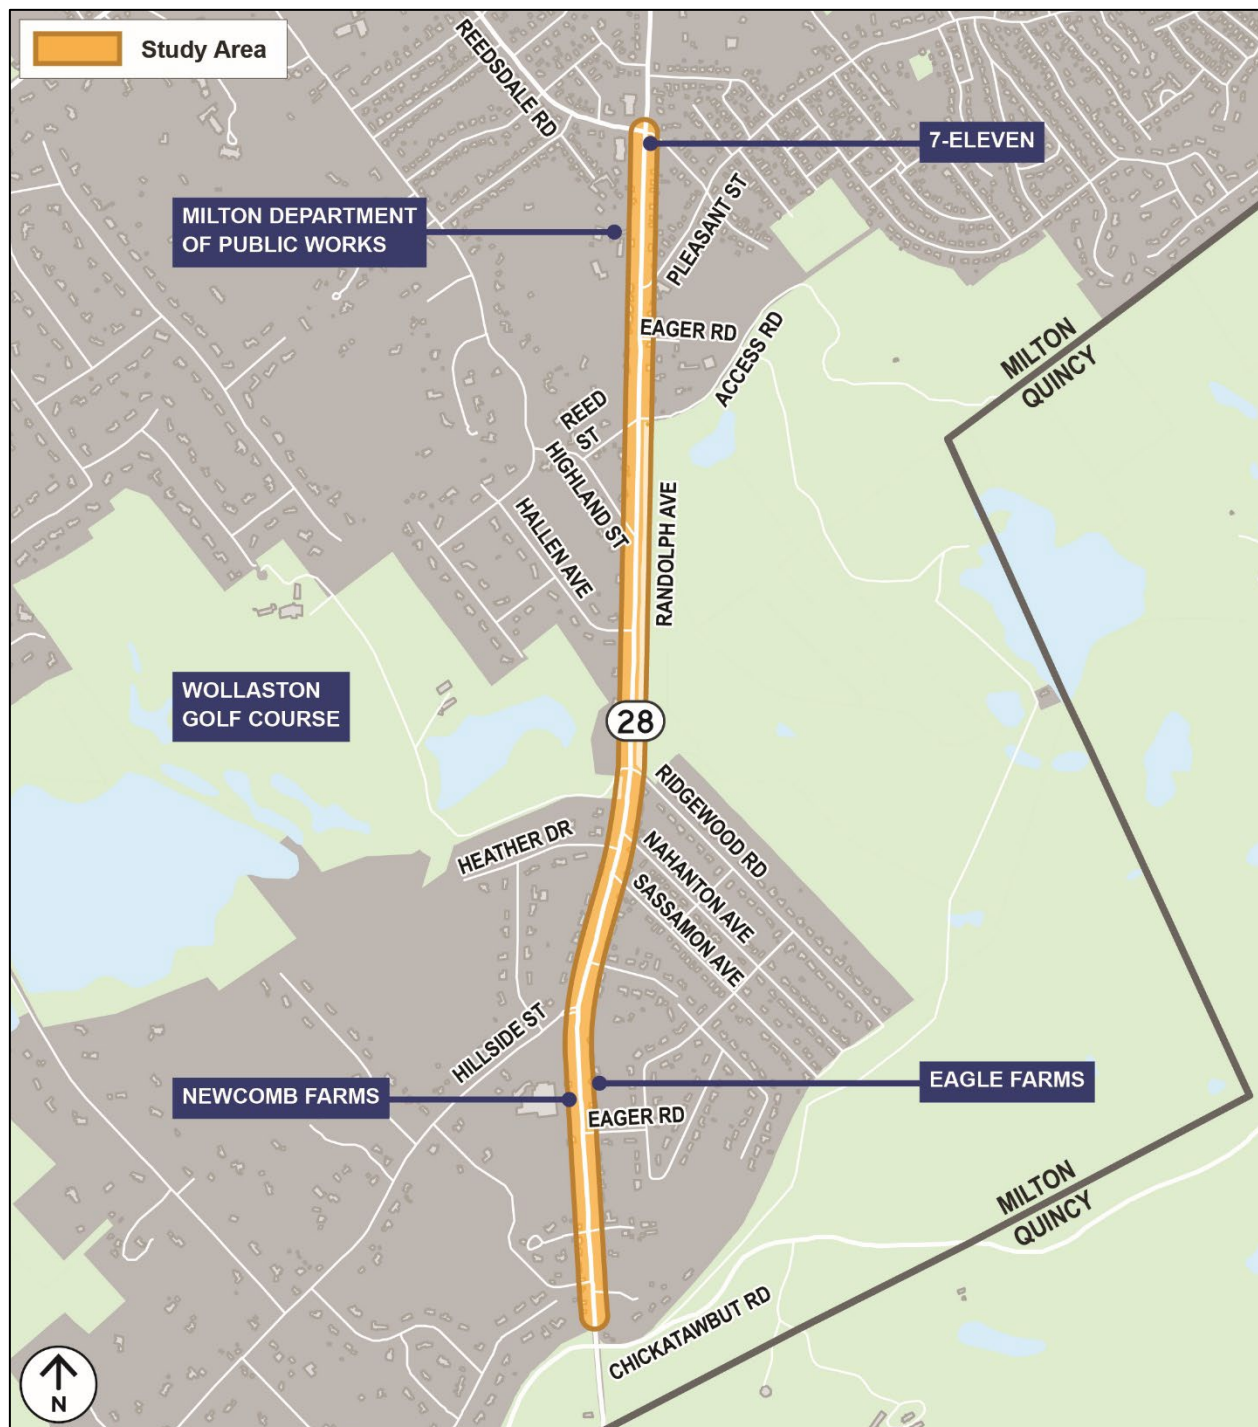 Study Area
REEDSDALE RD
7-ELEVEN
MILTON DEPARTMENT
OF PUBLIC WORKS
PLEASANT ST
EAGER RD
ACCESS RD
MILTON
QUINCY
REED
ST
HIGHLAND ST
HALLEN AVE
RANDOLPH AVE
WOLLASTON
GOLF COURSE
28
RIDGEWOOD RD
HEATHER DR
NAHANTON AVE
SASSAMON AVE
HILLSIDE ST
EAGLE FARMS
NEWCOMB FARMS
EAGER RD
MILTON
QUINCY
CHICKATAWBUT RD
N